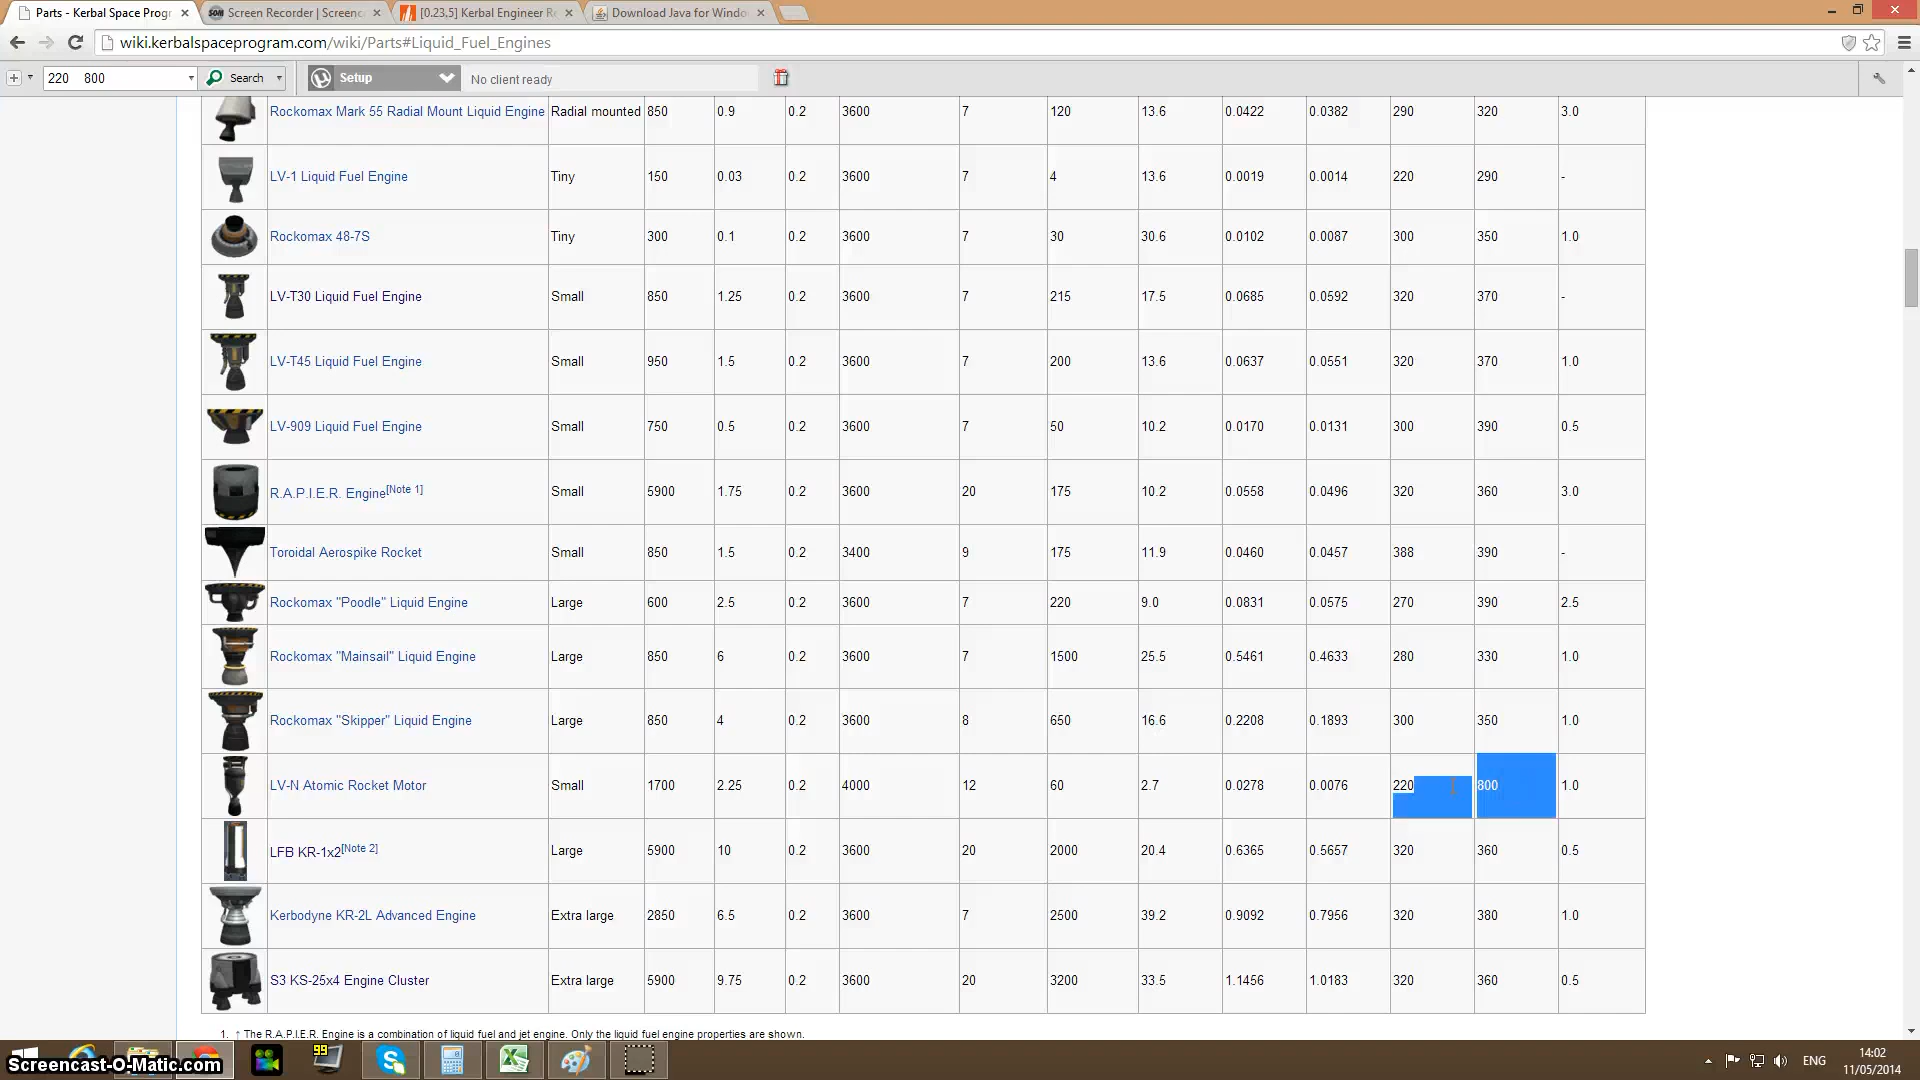 Parts - Kerbal Space Prog
Screen Recorder | Screenc
[0.23,5] Kerbal Engineer Re
Download Java for Windo
wiki.kerbalspaceprogram.com/wiki/Parts#Liquid_Fuel_Engines
220 800 Search Setup No client ready
Rockomax Mark 55 Radial Mount Liquid Engine Radial mounted 850 0.9 0.2 3600 7 120 13.6 0.0422 0.0382 290 320 3.0
LV-1 Liquid Fuel Engine Tiny 150 0.03 0.2 3600 7 4 13.6 0.0019 0.0014 220 290 -
Rockomax 48-7S Tiny 300 0.1 0.2 3600 7 30 30.6 0.0102 0.0087 300 350 1.0
LV-T30 Liquid Fuel Engine Small 850 1.25 0.2 3600 7 215 17.5 0.0685 0.0592 320 370 -
LV-T45 Liquid Fuel Engine Small 950 1.5 0.2 3600 7 200 13.6 0.0637 0.0551 320 370 1.0
LV-909 Liquid Fuel Engine Small 750 0.5 0.2 3600 7 50 10.2 0.0170 0.0131 300 390 0.5
R.A.P.I.E.R. Engine[Note 1] Small 5900 1.75 0.2 3600 20 175 10.2 0.0558 0.0496 320 360 3.0
Toroidal Aerospike Rocket Small 850 1.5 0.2 3400 9 175 11.9 0.0460 0.0457 388 390 -
Rockomax "Poodle" Liquid Engine Large 600 2.5 0.2 3600 7 220 9.0 0.0831 0.0575 270 390 2.5
Rockomax "Mainsail" Liquid Engine Large 850 6 0.2 3600 7 1500 25.5 0.5461 0.4633 280 330 1.0
Rockomax "Skipper" Liquid Engine Large 850 4 0.2 3600 8 650 16.6 0.2208 0.1893 300 350 1.0
LV-N Atomic Rocket Motor Small 1700 2.25 0.2 4000 12 60 2.7 0.0278 0.0076 220 800 1.0
LFB KR-1x2[Note 2] Large 5900 10 0.2 3600 20 2000 20.4 0.6365 0.5657 320 360 0.5
Kerbodyne KR-2L Advanced Engine Extra large 2850 6.5 0.2 3600 7 2500 39.2 0.9092 0.7956 320 380 1.0
S3 KS-25x4 Engine Cluster Extra large 5900 9.75 0.2 3600 20 3200 33.5 1.1456 1.0183 320 360 0.5
1. ↑ The R.A.P.I.E.R. Engine is a combination of liquid fuel and jet engine. Only the liquid fuel engine properties are shown.
Screencast-O-Matic.com
99
ENG
14:02
11/05/2014